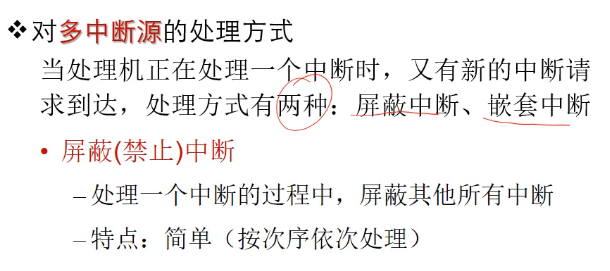 ❖对多中断源的处理方式
当处理机正在处理一个中断时，又有新的中断请
求到达，处理方式有两种：屏蔽中断、嵌套中断
• 屏蔽(禁止)中断
–处理一个中断的过程中，屏蔽其他所有中断
–特点：简单（按次序依次处理）